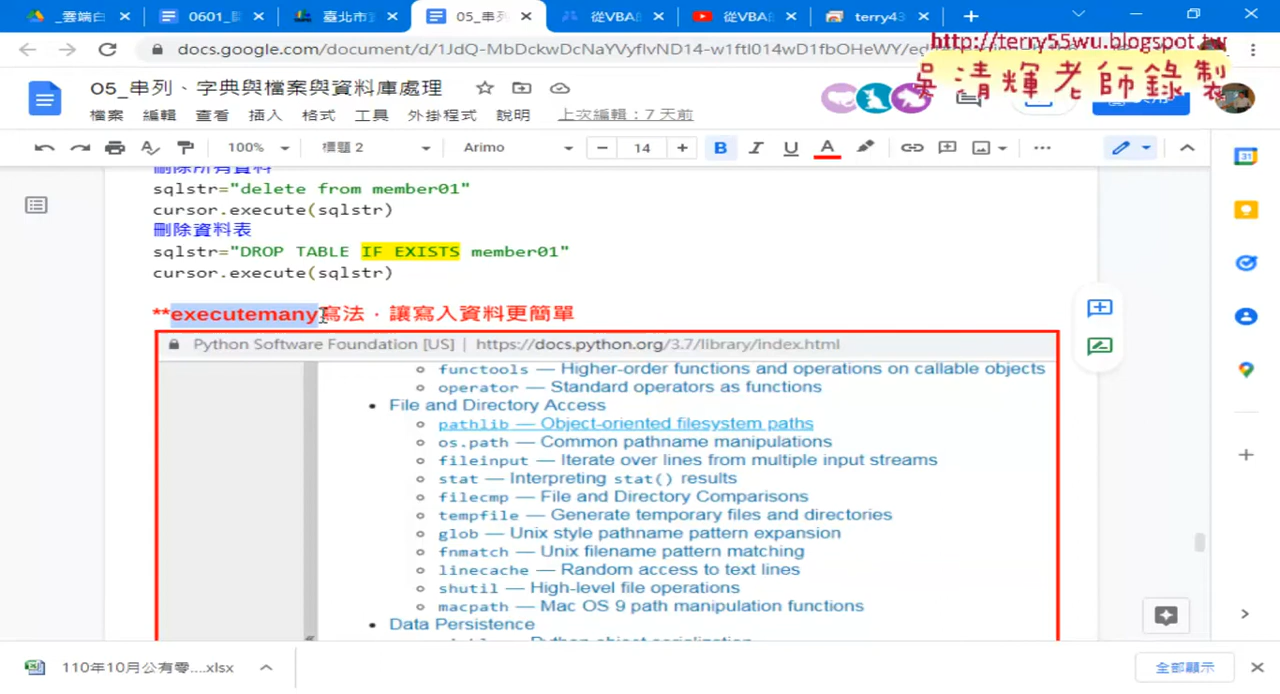 _雲端白
0601_
臺北市
05_串列
從VBA
從VBA
terry43
docs.google.com/document/d/1JdQ-MbDckwDcNaYVyflvND14-w1ftI014wD1fbOHeWY/e
http://terry55wu.blogspot.tw
吳清輝老師錄製
05_串列、字典與檔案與資料庫處理
檔案 編輯 查看 插入 格式 工具 外掛程式 說明 上次編輯:7 天前
100% 標題 2 Arimo 14 B I U A
刪除所有資料
sqlstr="delete from member01"
cursor.execute(sqlstr)
刪除資料表
sqlstr="DROP TABLE IF EXISTS member01"
cursor.execute(sqlstr)
**executemany寫法,讓寫入資料更簡單
Python Software Foundation [US] | https://docs.python.org/3.7/library/index.html
functools — Higher-order functions and operations on callable objects
operator — Standard operators as functions
File and Directory Access
pathlib — Object-oriented filesystem paths
os.path — Common pathname manipulations
fileinput — Iterate over lines from multiple input streams
stat — Interpreting stat() results
filecmp — File and Directory Comparisons
tempfile — Generate temporary files and directories
glob — Unix style pathname pattern expansion
fnmatch — Unix filename pattern matching
linecache — Random access to text lines
shutil — High-level file operations
macpath — Mac OS 9 path manipulation functions
Data Persistence
110年10月公有零....xlsx
全部顯示